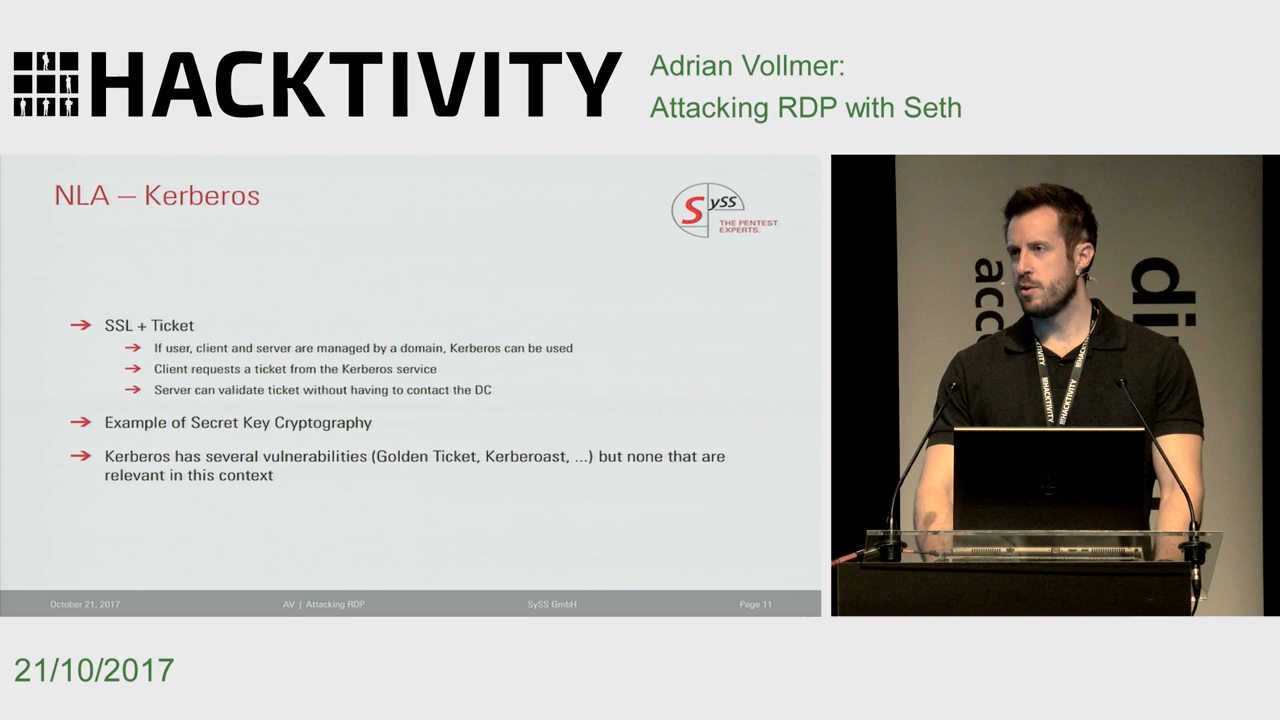 HACKTIVITY
Adrian Vollmer:
Attacking RDP with Seth
NLA – Kerberos
SySS
THE PENTEST
EXPERTS.
SSL + Ticket
If user, client and server are managed by a domain, Kerberos can be used
Client requests a ticket from the Kerberos service
Server can validate ticket without having to contact the DC
Example of Secret Key Cryptography
Kerberos has several vulnerabilities (Golden Ticket, Kerberoast, ...) but none that are
relevant in this context
October 21, 2017
AV | Attacking RDP
SySS GmbH
Page 11
acc
di
HACKTIVITY
HACKTIVITY
21/10/2017